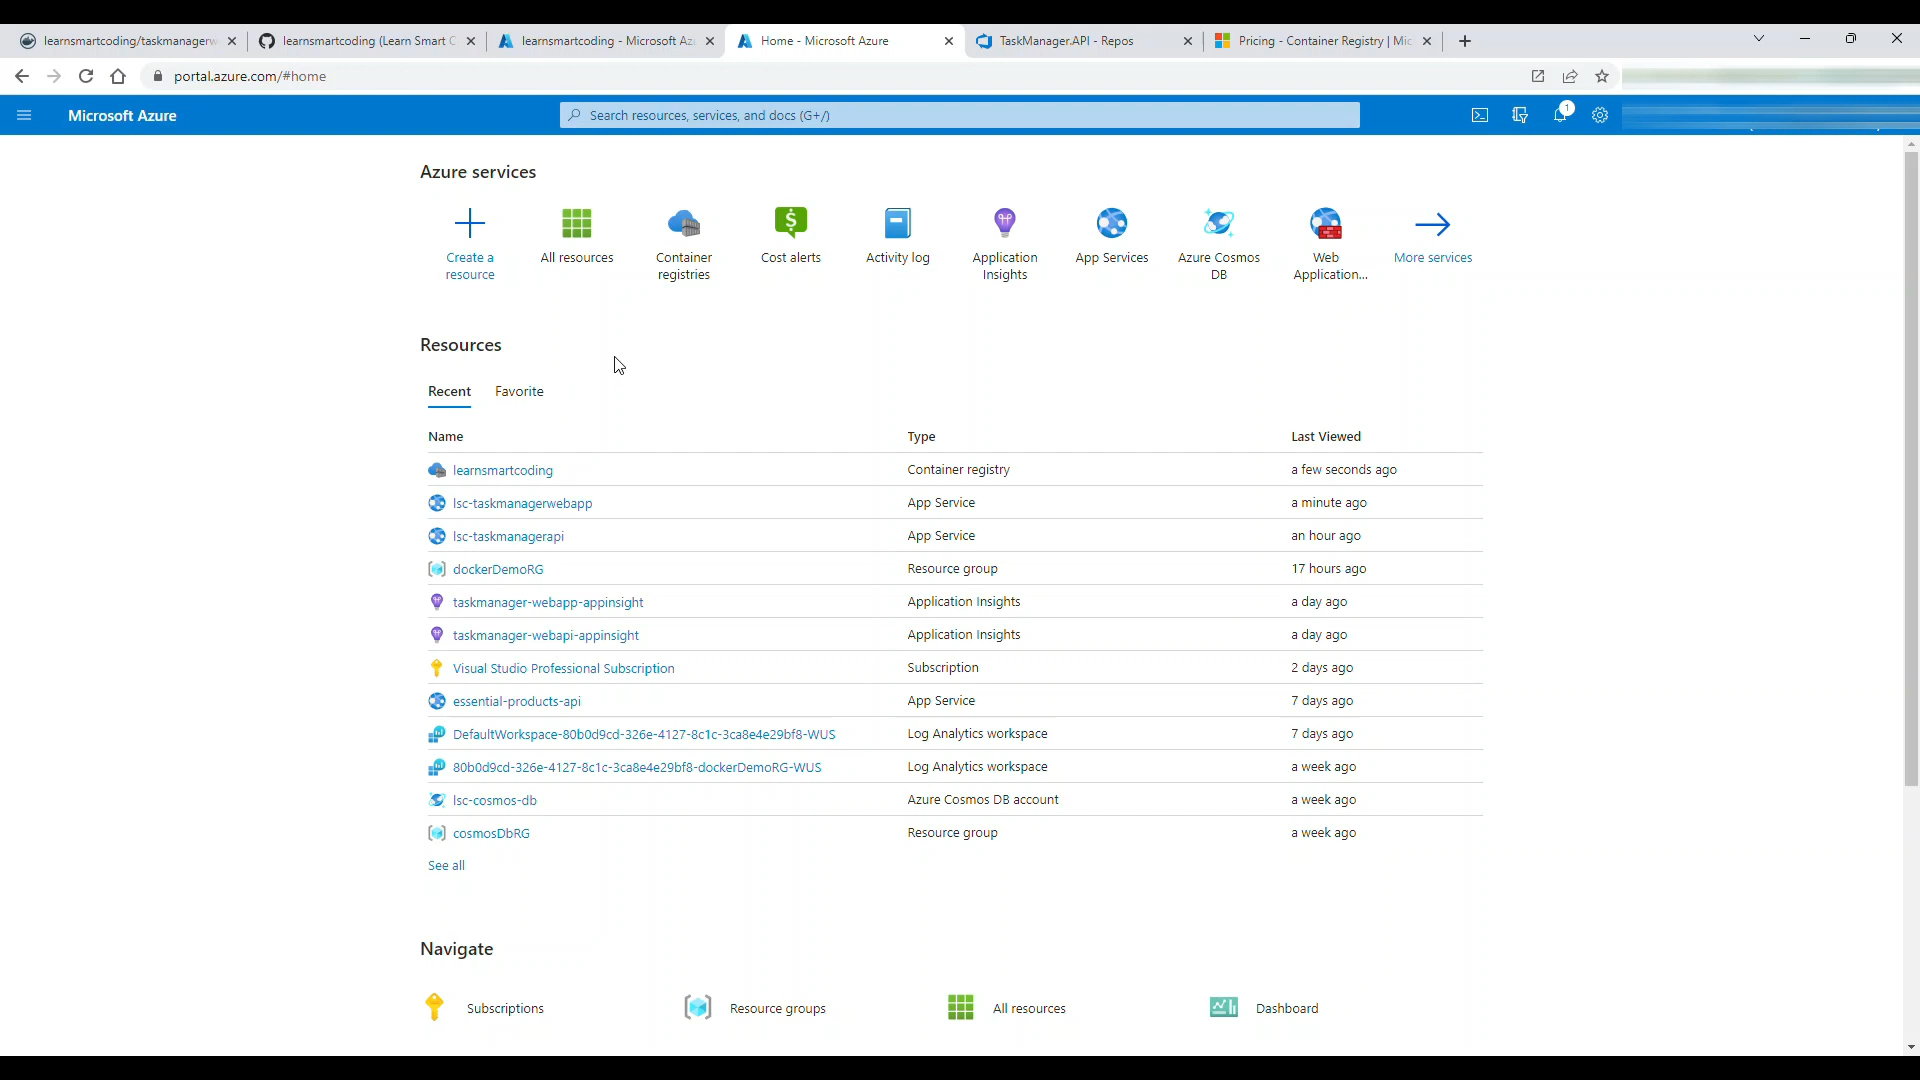 learnsmartcoding/taskmanagerw
learnsmartcoding (Learn Smart C
learnsmartcoding - Microsoft Az
Home - Microsoft Azure
TaskManager.API - Repos
Pricing - Container Registry | Mic
portal.azure.com/#home
Microsoft Azure
Search resources, services, and docs (G+/)
1
Azure services
Create a
resource
All resources
Container
registries
Cost alerts
Activity log
Application
Insights
App Services
Azure Cosmos
DB
Web
Application...
More services
Resources
Recent Favorite
Name Type Last Viewed
learnsmartcoding Container registry a few seconds ago
lsc-taskmanagerwebapp App Service a minute ago
lsc-taskmanagerapi App Service an hour ago
dockerDemoRG Resource group 17 hours ago
taskmanager-webapp-appinsight Application Insights a day ago
taskmanager-webapi-appinsight Application Insights a day ago
Visual Studio Professional Subscription Subscription 2 days ago
essential-products-api App Service 7 days ago
DefaultWorkspace-80b0d9cd-326e-4127-8c1c-3ca8e4e29bf8-WUS Log Analytics workspace 7 days ago
80b0d9cd-326e-4127-8c1c-3ca8e4e29bf8-dockerDemoRG-WUS Log Analytics workspace a week ago
lsc-cosmos-db Azure Cosmos DB account a week ago
cosmosDbRG Resource group a week ago
See all
Navigate
Subscriptions Resource groups All resources Dashboard